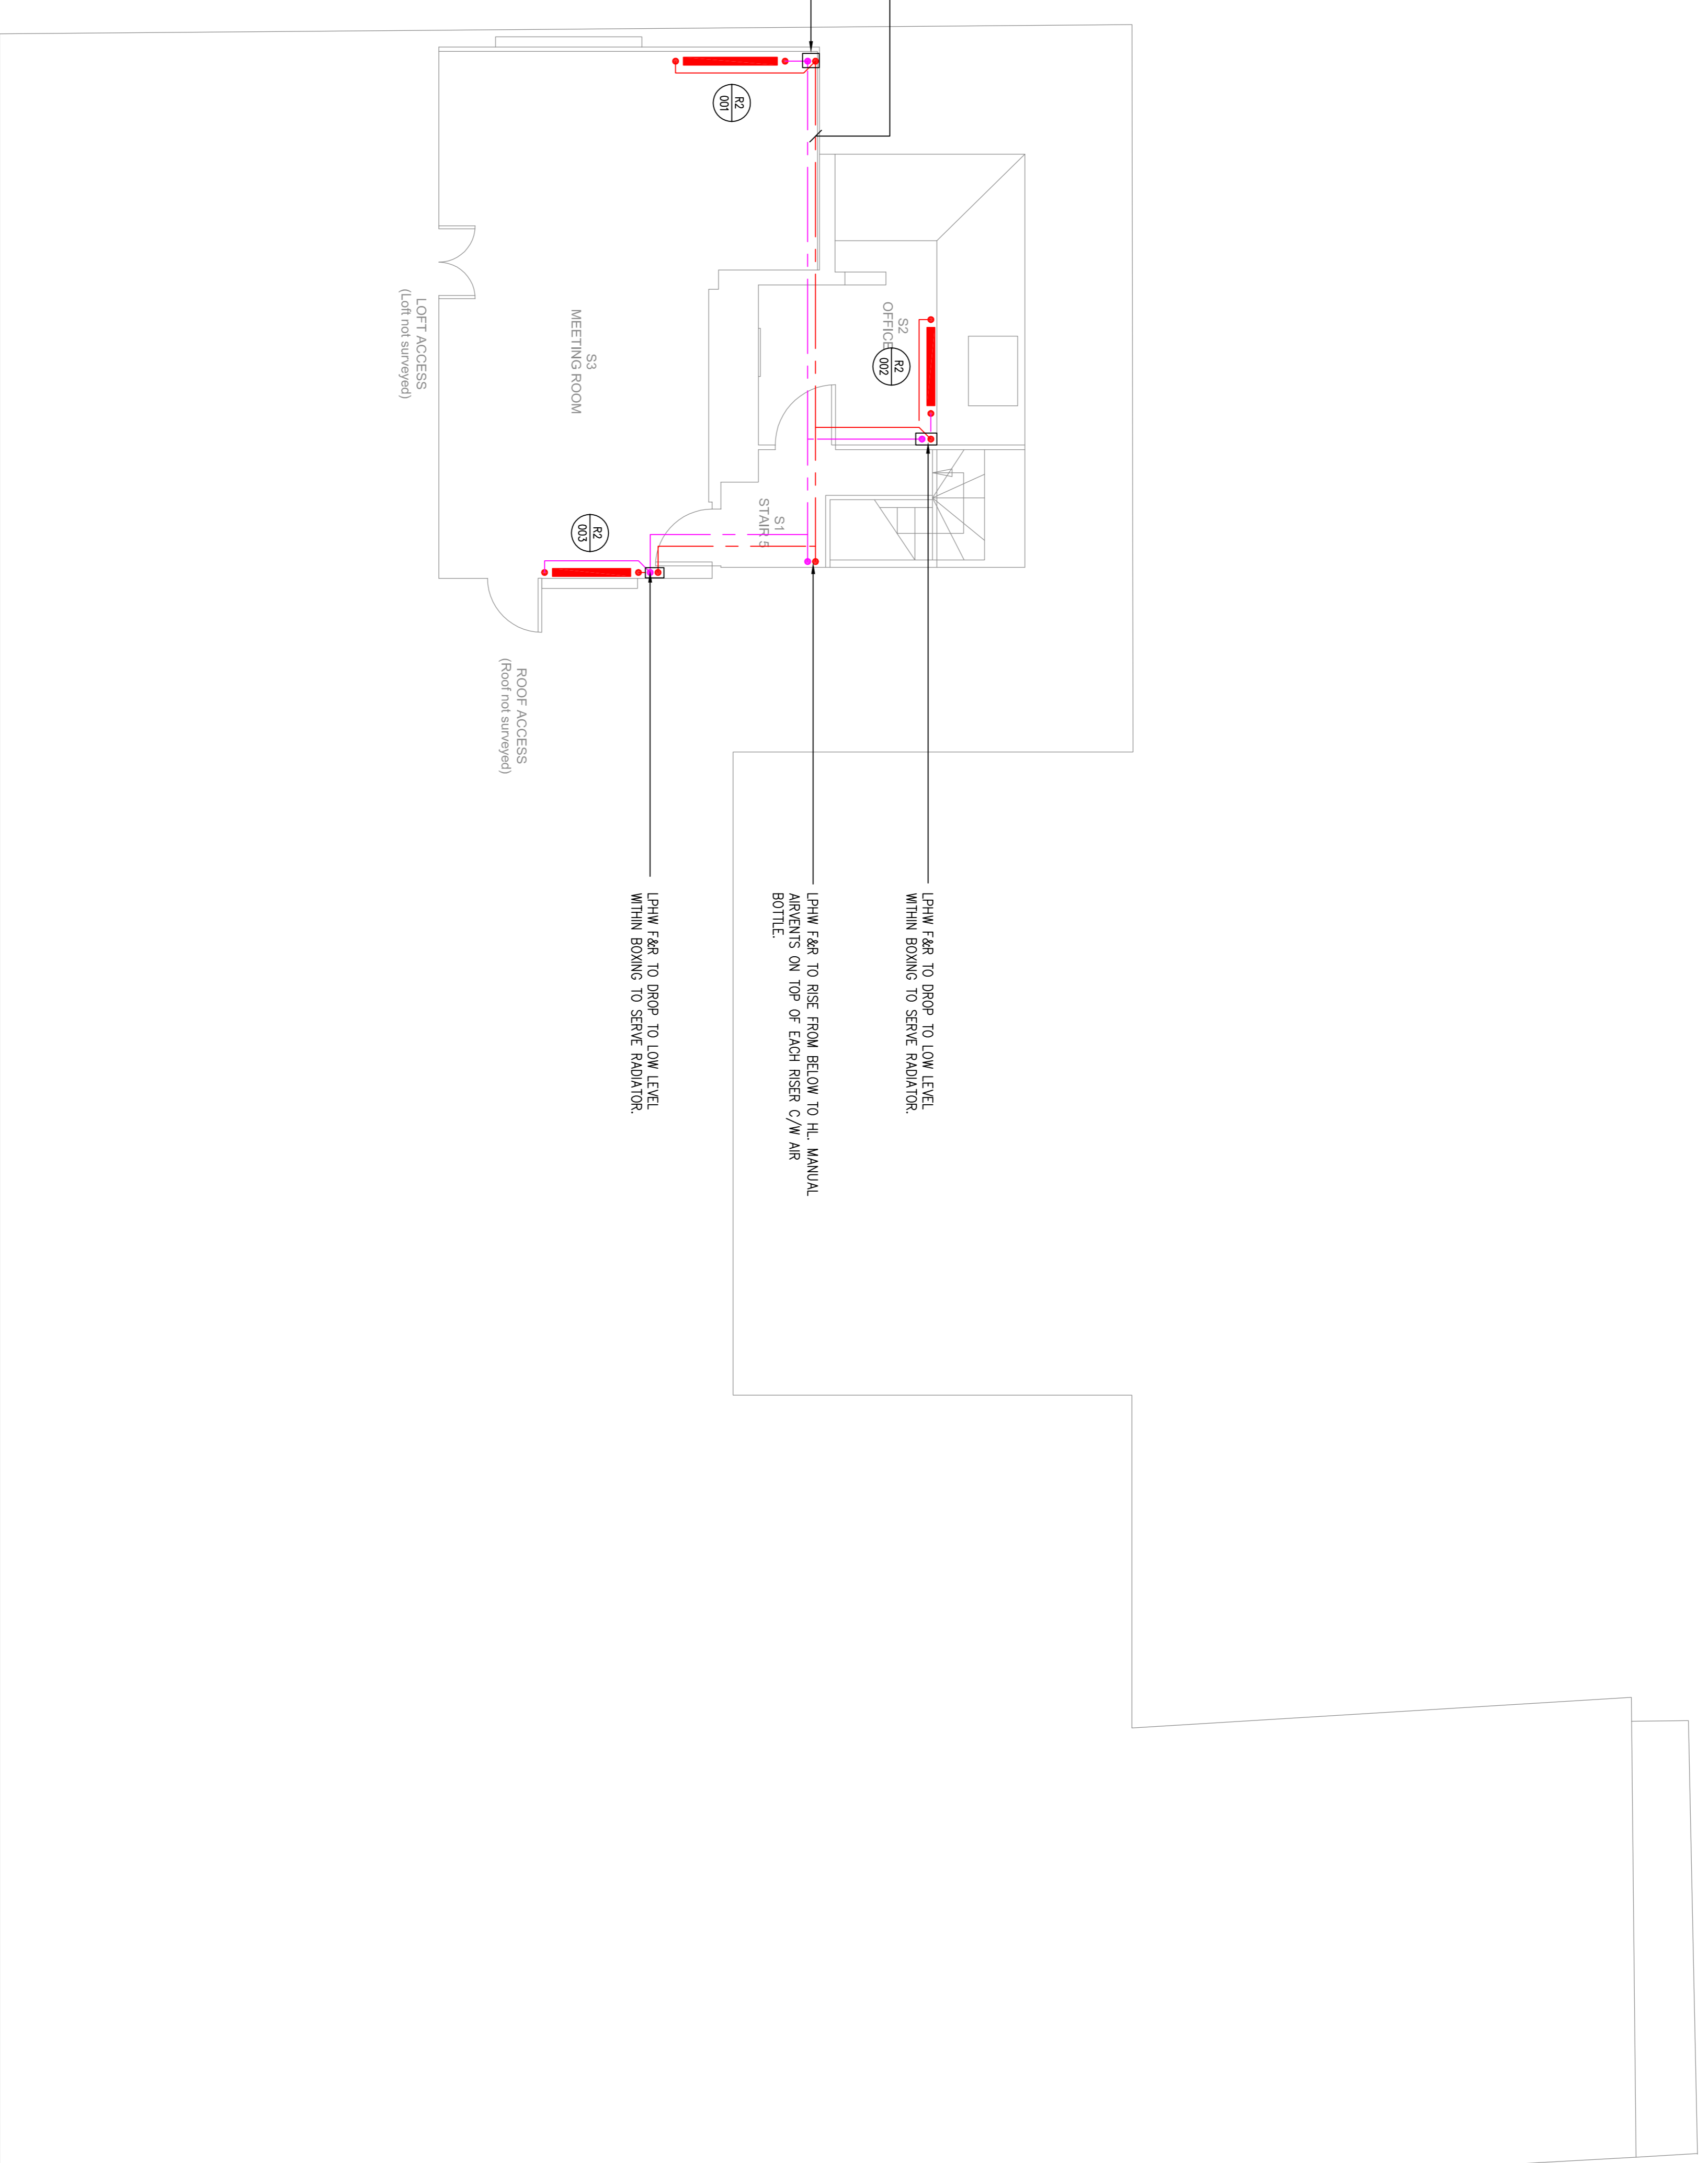 LPHW F&R TO DROP TO LOW LEVEL
WITHIN BOXING TO SERVE RADIATOR.
LPHW F&R TO RISE FROM BELOW TO HL. MANUAL
AIRVENTS ON TOP OF EACH RISER C/W AIR
BOTTLE.
LPHW F&R TO DROP TO LOW LEVEL
WITHIN BOXING TO SERVE RADIATOR.
S2
OFFICE
R2
002
S1
STAIR 5
R2
001
S3
MEETING ROOM
R2
003
ROOF ACCESS
(Roof not surveyed)
LOFT ACCESS
(Loft not surveyed)